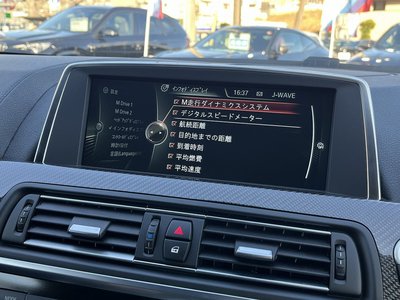 インフォディスプレイ
16:37 J-WAVE
設定
M Drive 1
M Drive 2
インフォディス
言語(Language)
M走行ダイナミクスシステム
デジタルスピードメーター
航続距離
目的地までの距離
到着時刻
平均燃費
平均速度